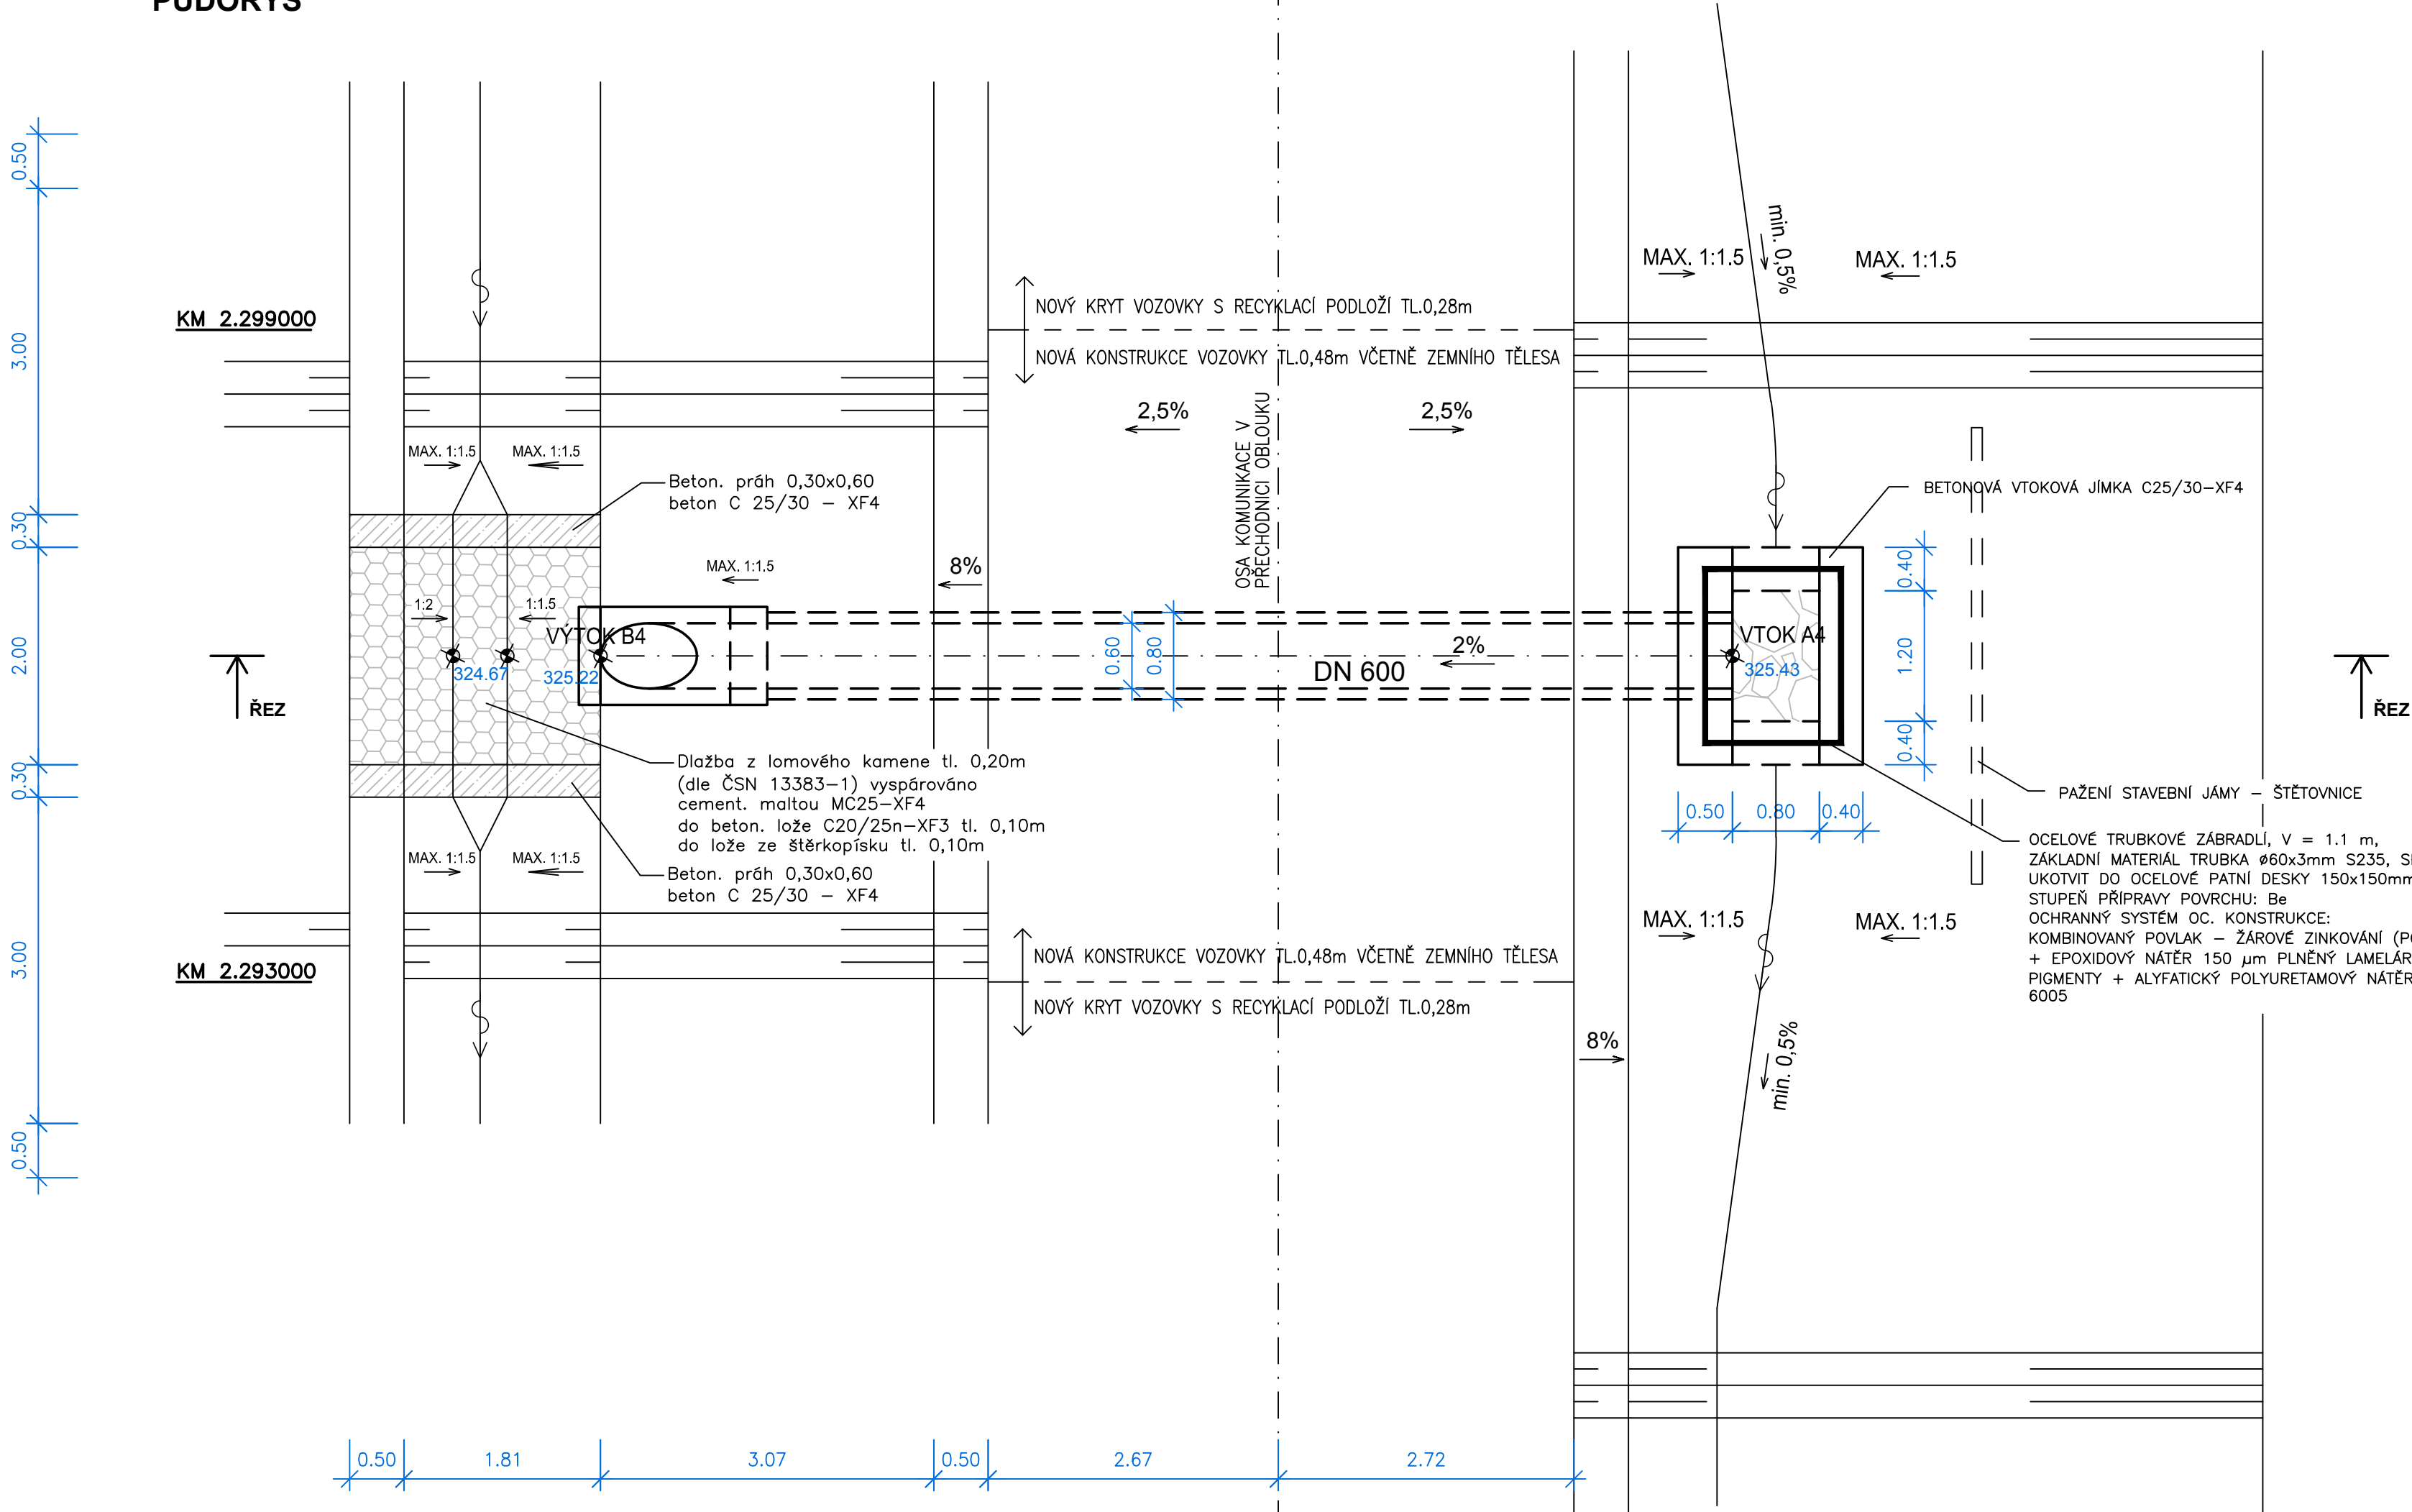 PŮDORYS
KM 2.299000
KM 2.293000
0.50
3.00
0.30
2.00
0.30
3.00
0.50
MAX. 1:1.5
MAX. 1:1.5
Beton. práh 0,30x0,60
beton C 25/30 – XF4
MAX. 1:1.5
8%
1:2
1:1.5
VÝTOK B4
324.67
325.22
ŘEZ
Dlažba z lomového kamene tl. 0,20m
(dle ČSN 13383–1) vyspárováno
cement. maltou MC25–XF4
do beton. lože C20/25n–XF3 tl. 0,10m
do lože ze štěrkopísku tl. 0,10m
MAX. 1:1.5
MAX. 1:1.5
Beton. práh 0,30x0,60
beton C 25/30 – XF4
NOVÝ KRYT VOZOVKY S RECYKLACÍ PODLOŽÍ TL.0,28m
NOVÁ KONSTRUKCE VOZOVKY TL.0,48m VČETNĚ ZEMNÍHO TĚLESA
2,5%
2,5%
OSA KOMUNIKACE V
PŘECHODNICI OBLOUKU
0.60
0.80
DN 600
2%
NOVÁ KONSTRUKCE VOZOVKY TL.0,48m VČETNĚ ZEMNÍHO TĚLESA
NOVÝ KRYT VOZOVKY S RECYKLACÍ PODLOŽÍ TL.0,28m
8%
MAX. 1:1.5
min. 0,5%
MAX. 1:1.5
BETONOVÁ VTOKOVÁ JÍMKA C25/30–XF4
VTOK A4
325.43
0.40
1.20
0.40
0.50
0.80
0.40
ŘEZ
PAŽENÍ STAVEBNÍ JÁMY – ŠTĚTOVNICE
OCELOVÉ TRUBKOVÉ ZÁBRADLÍ, V = 1.1 m,
ZÁKLADNÍ MATERIÁL TRUBKA ø60x3mm S235,
UKOTVIT DO OCELOVÉ PATNÍ DESKY 150x150mm
STUPEŇ PŘÍPRAVY POVRCHU: Be
OCHRANNÝ SYSTÉM OC. KONSTRUKCE:
KOMBINOVANÝ POVLAK – ŽÁROVÉ ZINKOVÁNÍ
+ EPOXIDOVÝ NÁTĚR 150 µm PLNĚNÝ
PIGMENTY + ALYFATICKÝ POLYURETAMOVÝ NÁTĚR
6005
MAX. 1:1.5
MAX. 1:1.5
min. 0,5%
0.50
1.81
3.07
0.50
2.67
2.72